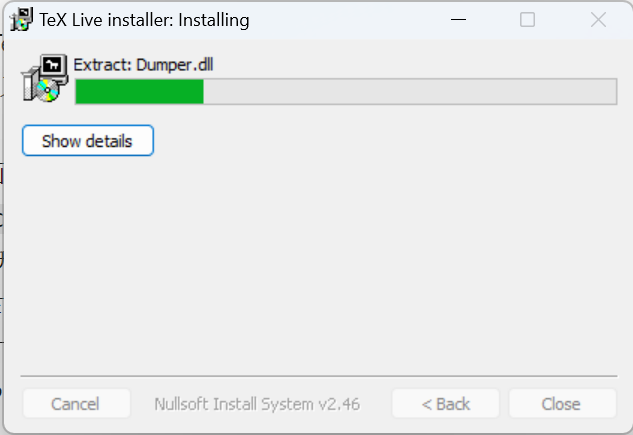 TeX Live installer: Installing
Extract: Dumper.dll
Show details
Cancel
Nullsoft Install System v2.46
< Back
Close